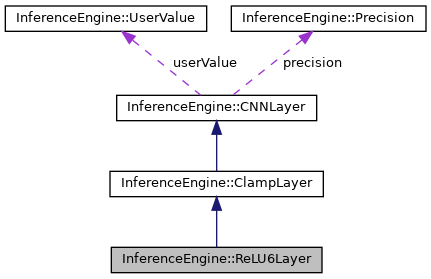 InferenceEngine::UserValue
InferenceEngine::Precision
userValue
precision
InferenceEngine::CNNLayer
InferenceEngine::ClampLayer
InferenceEngine::ReLU6Layer